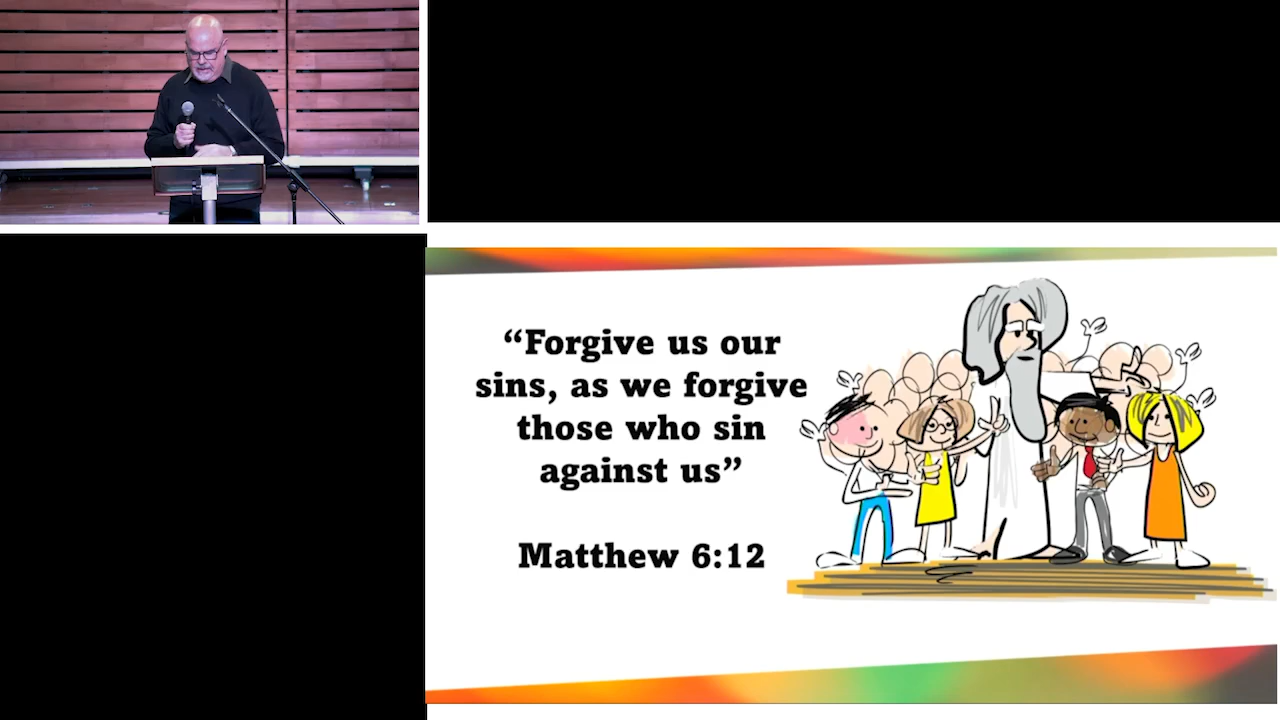 “Forgive us our
sins, as we forgive
those who sin
against us”
Matthew 6:12